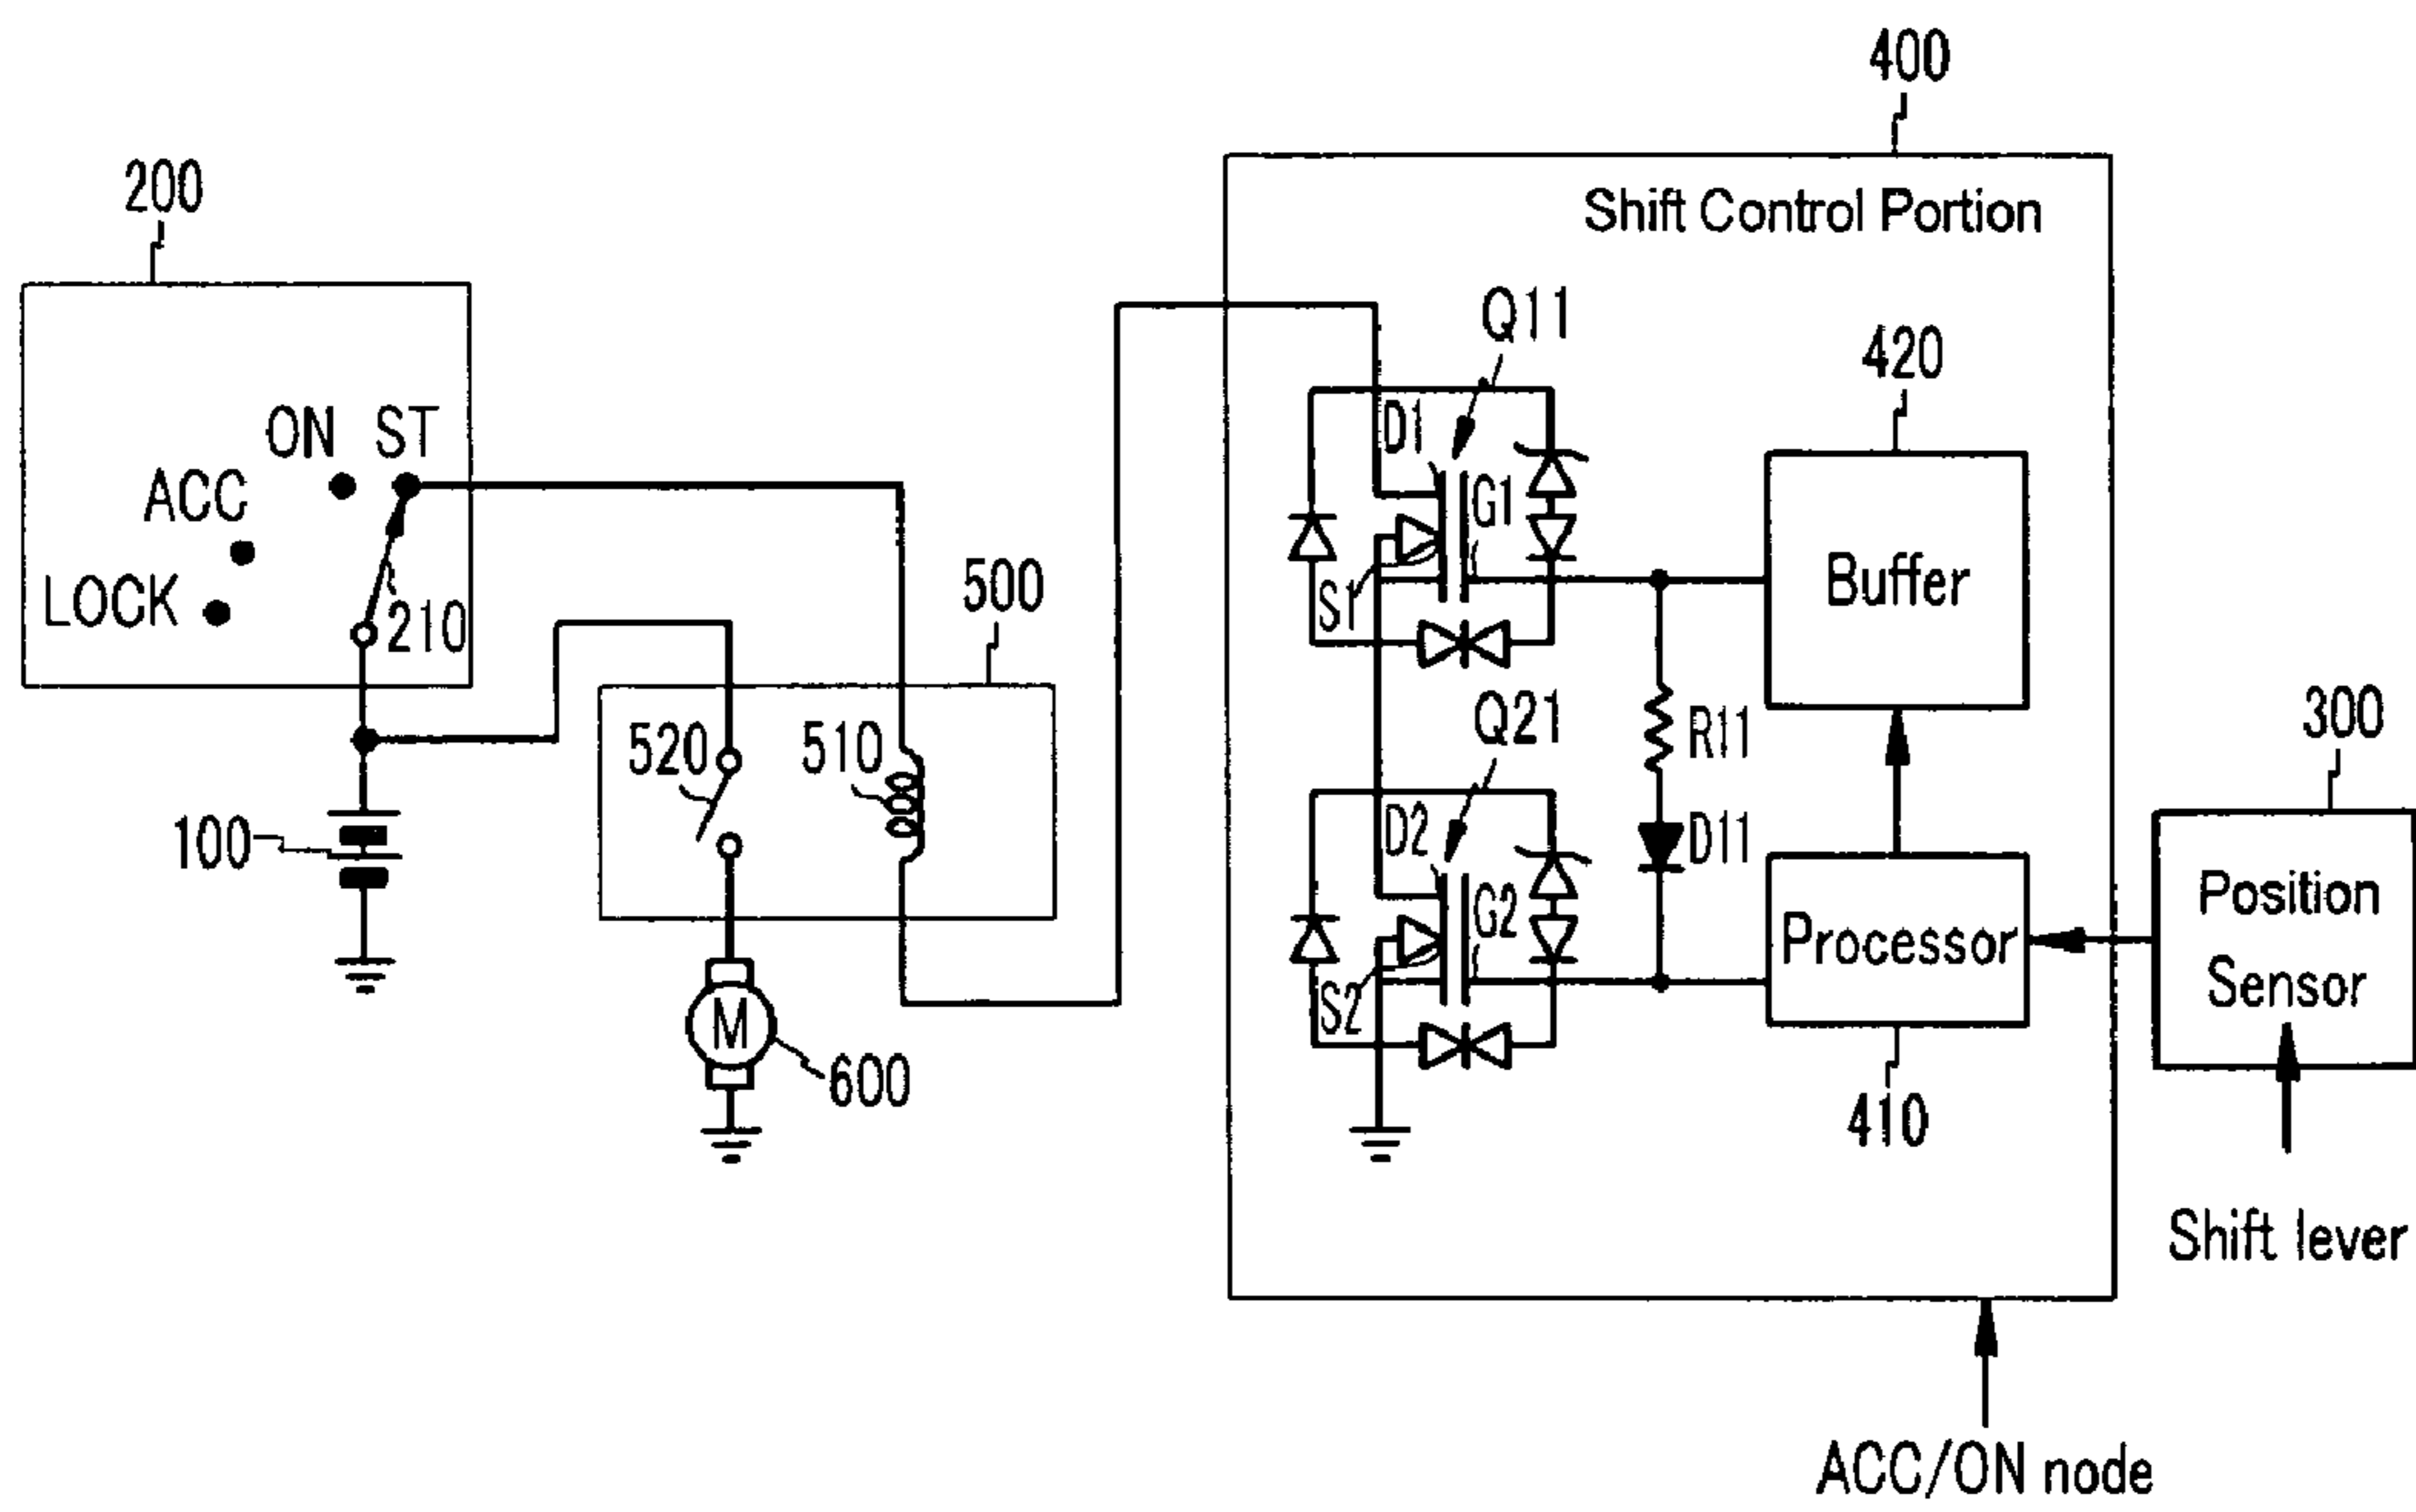 400
200
Shift Control Portion
Q11
420
ON ST
D1
ACC
G1
LOCK
210
500
S1
Buffer
Q21
300
520
510
R11
100
D2
D11
G2
Position
Sensor
Processor
S2
M
600
410
Shift lever
ACC/ON node